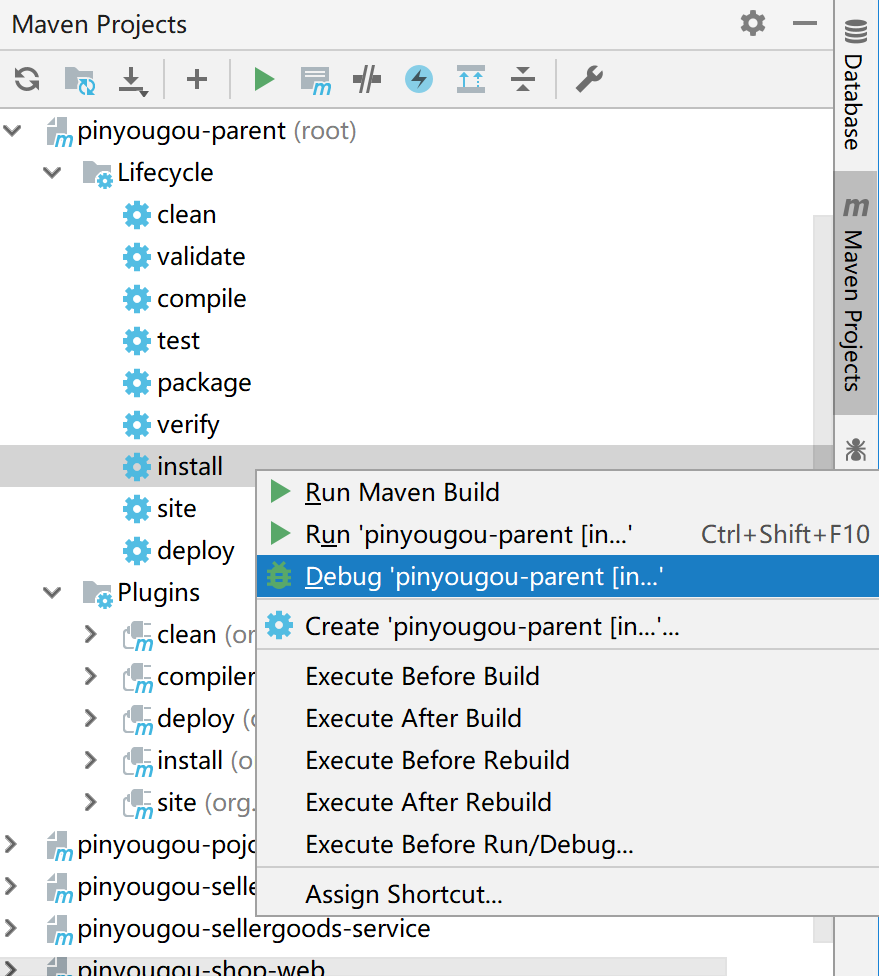 Maven Projects
pinyougou-parent (root)
Lifecycle
clean
validate
compile
test
package
verify
install
site
deploy
Plugins
clean (or
compiler
deploy (
install (o
site (org.
pinyougou-pojo
pinyougou-selle
pinyougou-sellergoods-service
pinyougou-shop-web
Run Maven Build
Run 'pinyougou-parent [in...' Ctrl+Shift+F10
Debug 'pinyougou-parent [in...'
Create 'pinyougou-parent [in...'...
Execute Before Build
Execute After Build
Execute Before Rebuild
Execute After Rebuild
Execute Before Run/Debug...
Assign Shortcut...
Database
m Maven Projects